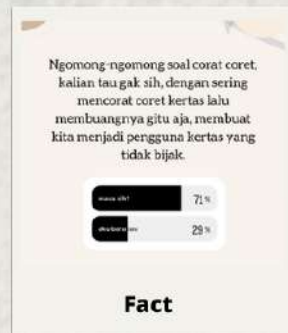 Ngomong-ngomong soal corat coret,
kalian tau gak sih, dengan sering
mencorat coret kertas lalu
membuangnya gitu aja, membuat
kita menjadi pengguna kertas yang
tidak bijak.
masa sih?
71%
29%
Fact